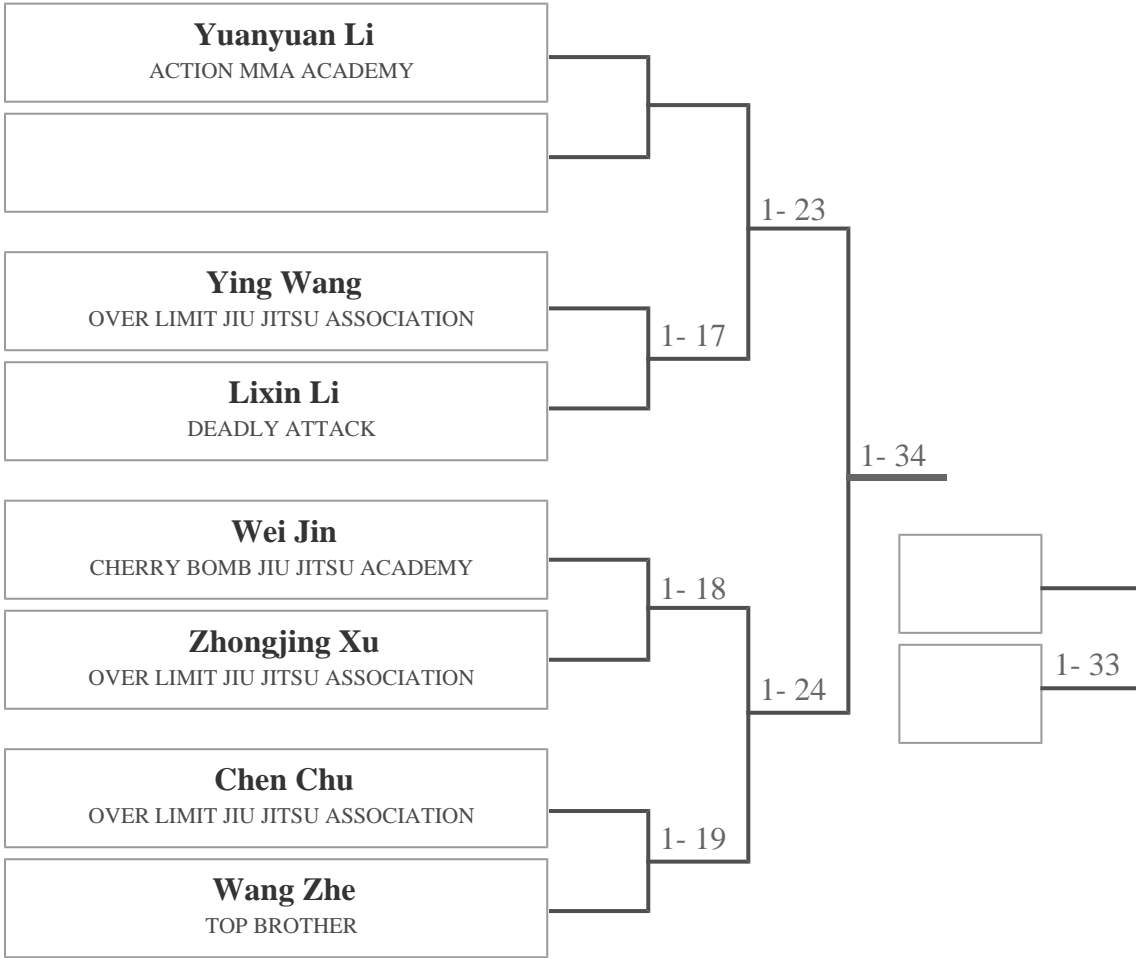 Yuanyuan Li
ACTION MMA ACADEMY
1- 23
Ying Wang
OVER LIMIT JIU JITSU ASSOCIATION
1- 17
Lixin Li
DEADLY ATTACK
1- 34
Wei Jin
CHERRY BOMB JIU JITSU ACADEMY
1- 18
Zhongjing Xu
OVER LIMIT JIU JITSU ASSOCIATION
1- 33
1- 24
Chen Chu
OVER LIMIT JIU JITSU ASSOCIATION
1- 19
Wang Zhe
TOP BROTHER